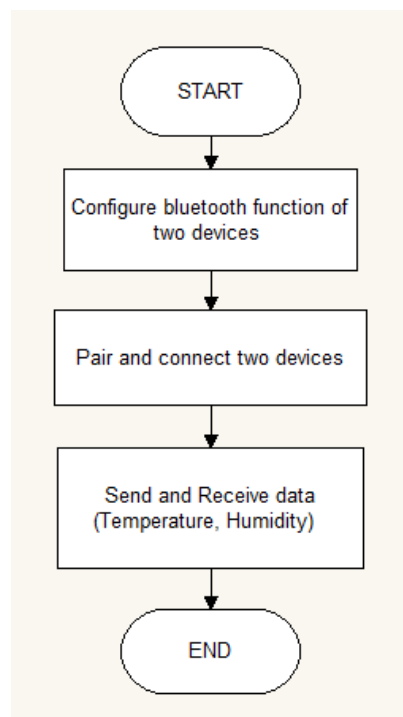 START
Configure bluetooth function of
two devices
Pair and connect two devices
Send and Receive data
(Temperature, Humidity)
END